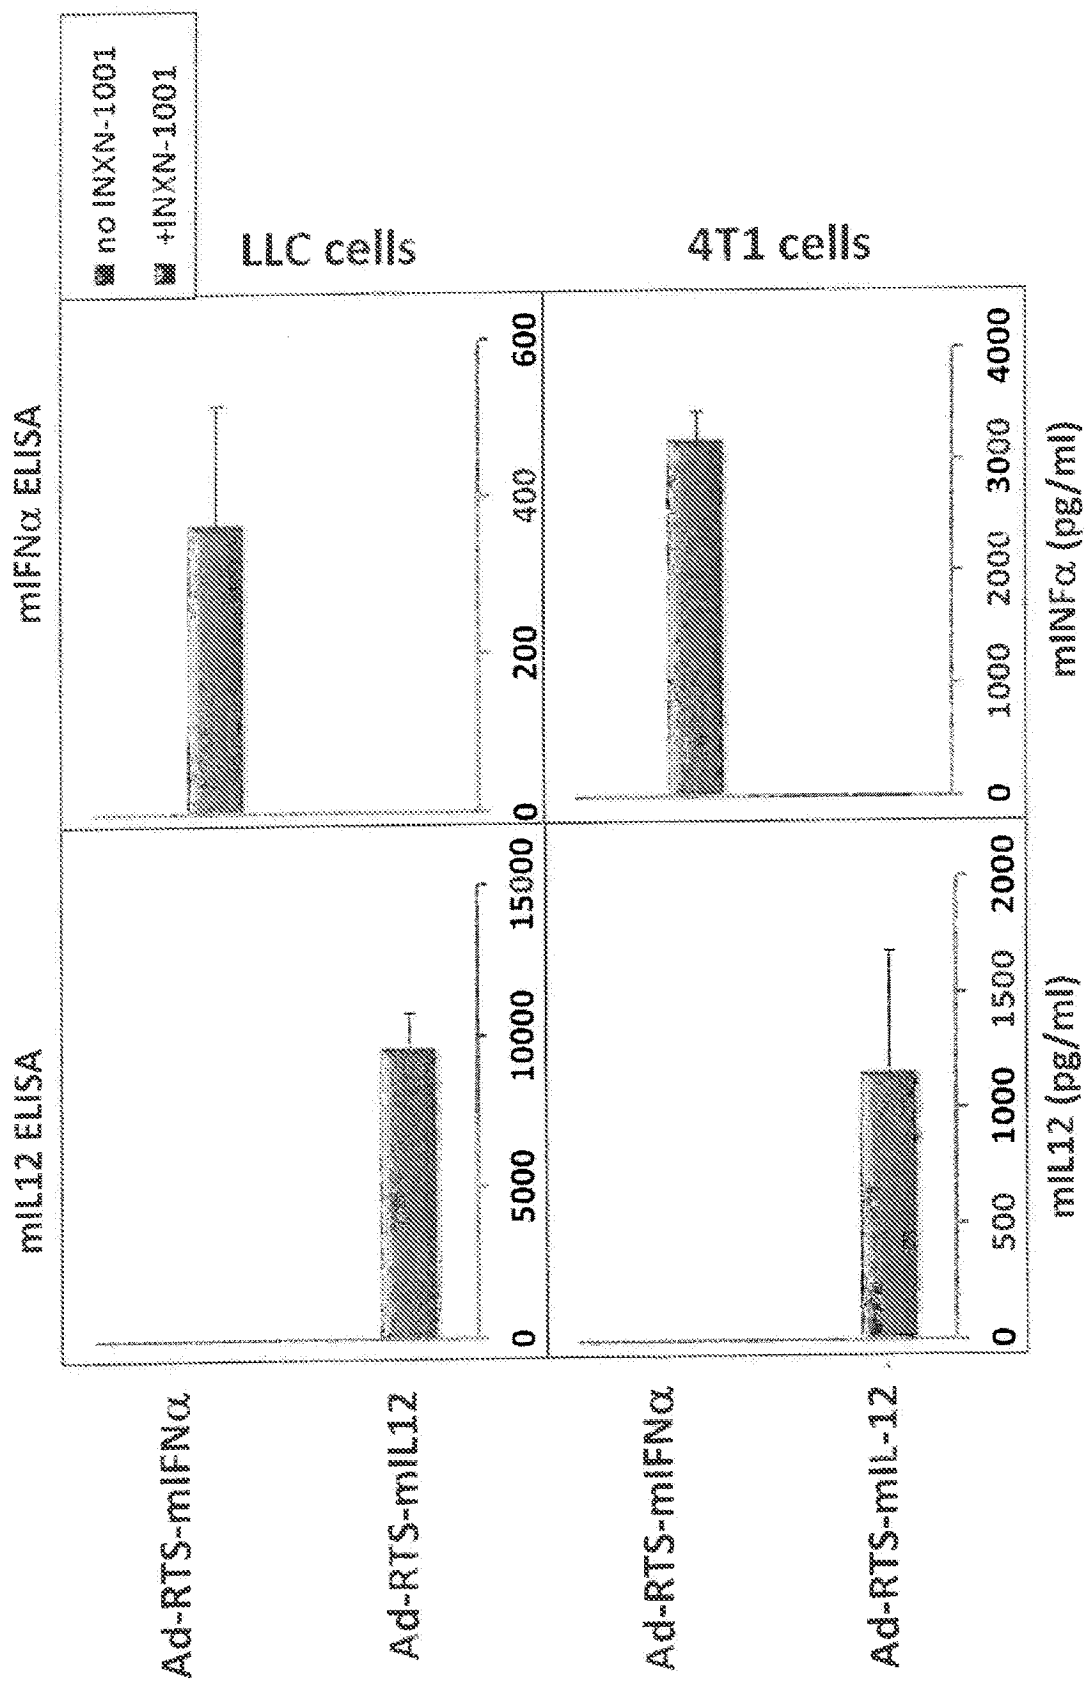 mIL12 ELISA
mIFNα ELISA
no INXN-1001
+INXN-1001
Ad-RTS-mIFNα
Ad-RTS-mIL12
0
5000
10000
15000
0
200
400
600
LLC cells
Ad-RTS-mIFNα
Ad-RTS-mIL-12
0
500
1000
1500
2000
0
1000
2000
3000
4000
4T1 cells
mIL12 (pg/ml)
mINFα (pg/ml)